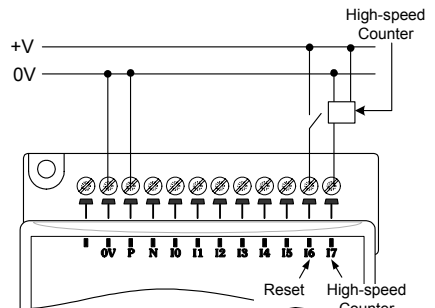 High-speed
Counter
+V
0V
0V P N I0 I1 I2 I3 I4 I5 I6 I7
Reset
High-speed
Counter